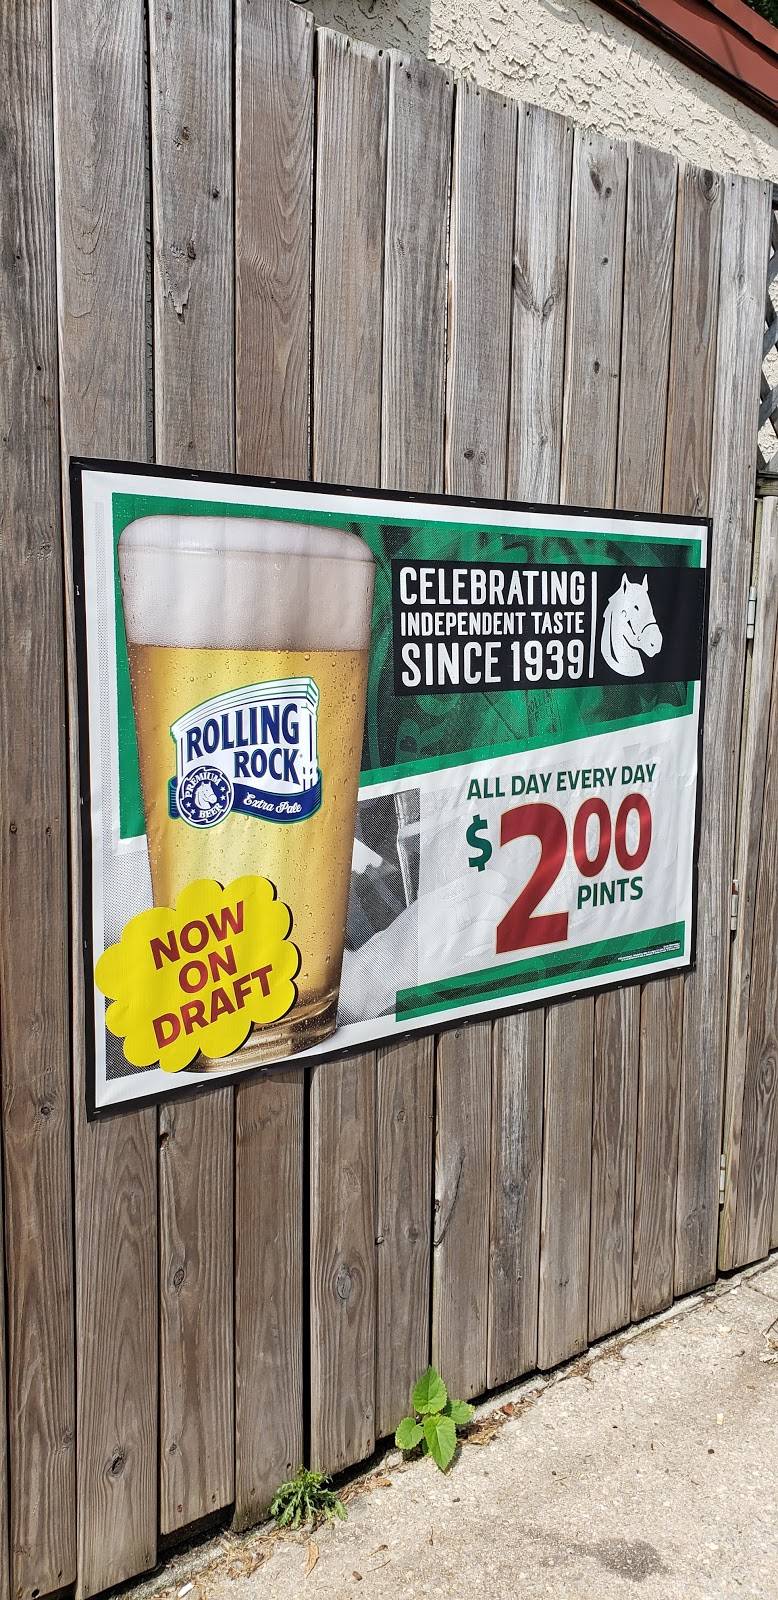 CELEBRATING
INDEPENDENT TASTE
SINCE 1939
ROLLING
ROCK
PREMIUM
BEER
Extra Pale
ALL DAY EVERY DAY
$2.00
PINTS
NOW
ON
DRAFT